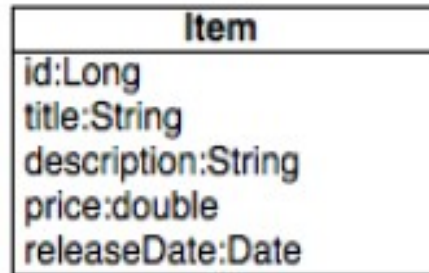 Item
id:Long
title:String
description:String
price:double
releaseDate:Date